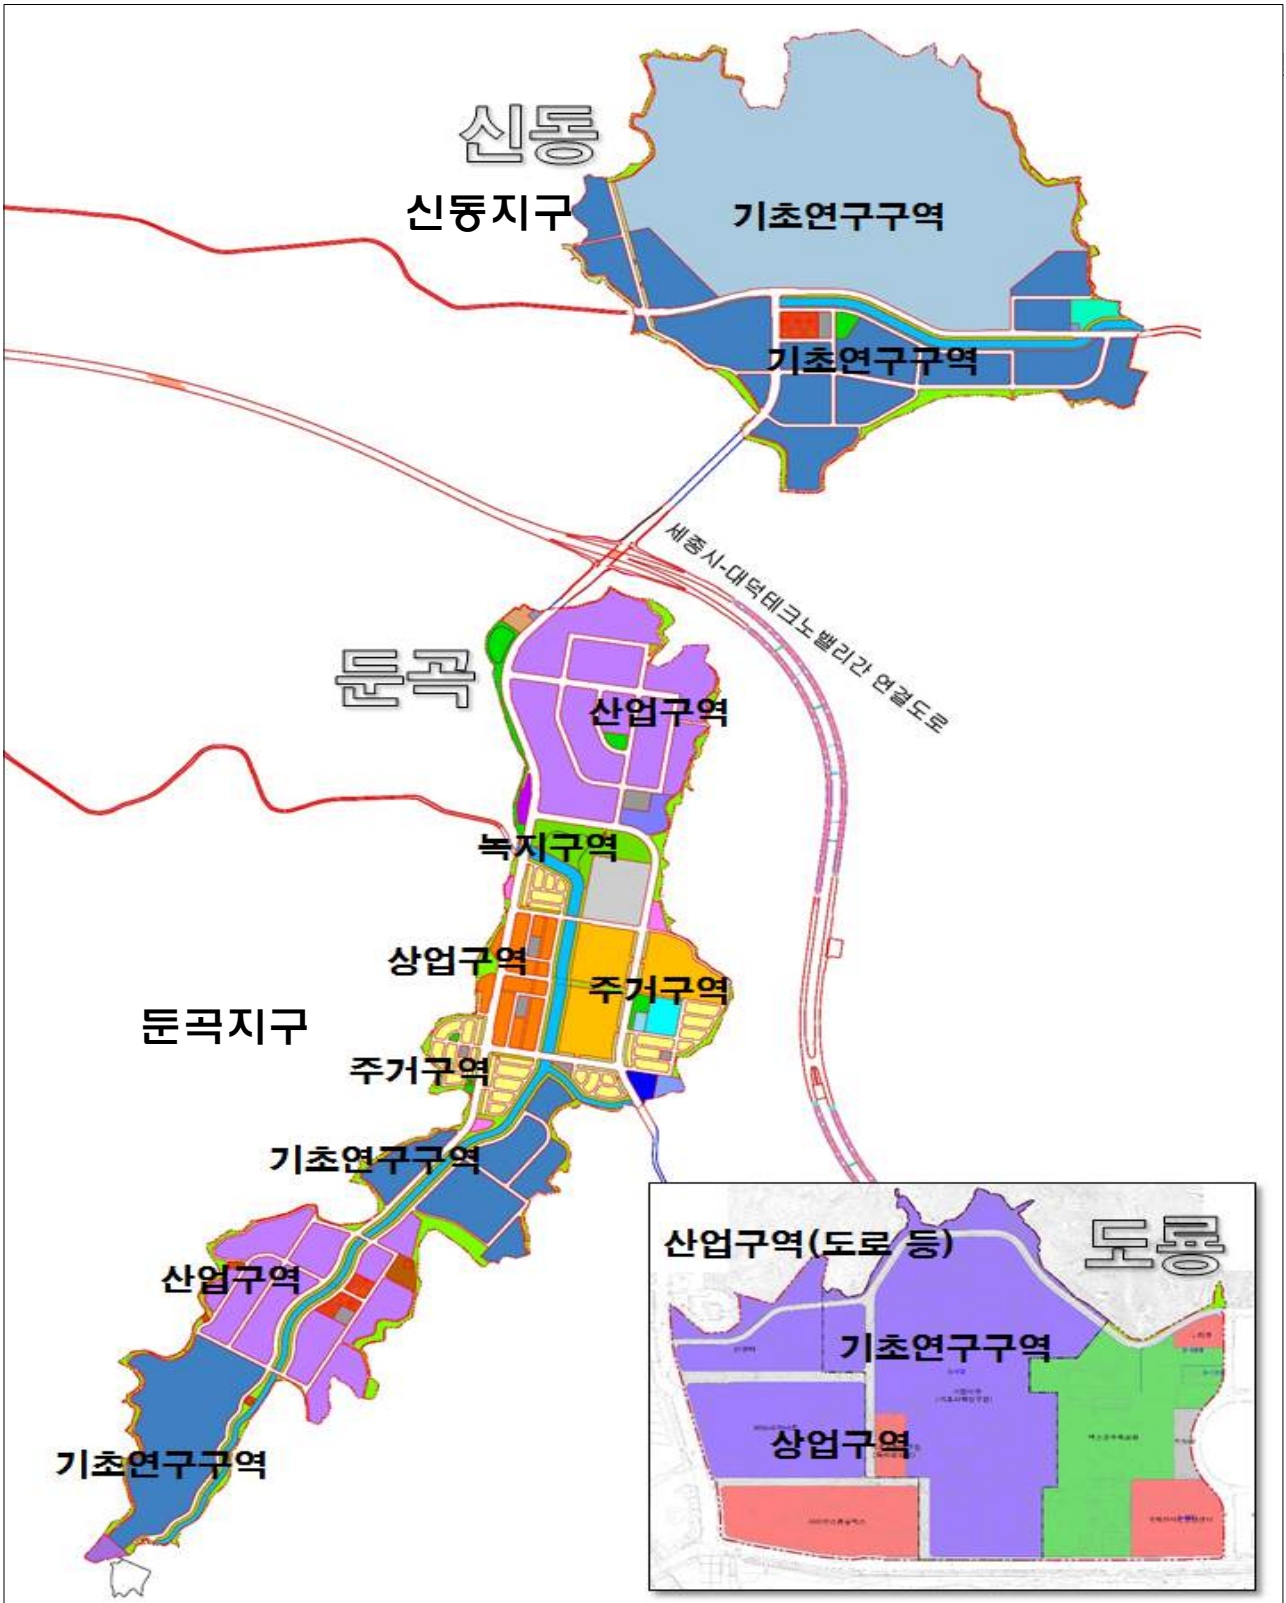 신동
신동지구
기초연구구역
기초연구구역
세종시-대덕테크노밸리간 연결도로
둔곡
산업구역
녹지구역
상업구역
주거구역
둔곡지구
주거구역
기초연구구역
산업구역
기초연구구역
도룡
산업구역(도로 등)
기초연구구역
상업구역